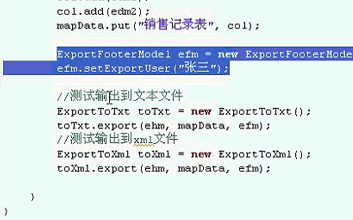 col.add(edm2);
mapData.put("销售记录表", col);
ExportFooterModel efm = new ExportFooterMode
efm.setExportUser("张三");
//测试输出到文本文件
ExportToTxt toTxt = new ExportToTxt();
toTxt.export(ehm, mapData, efm);
//测试输出到xml文件
ExportToXml toXml = new ExportToXml();
toXml.export(ehm, mapData, efm);
}
}